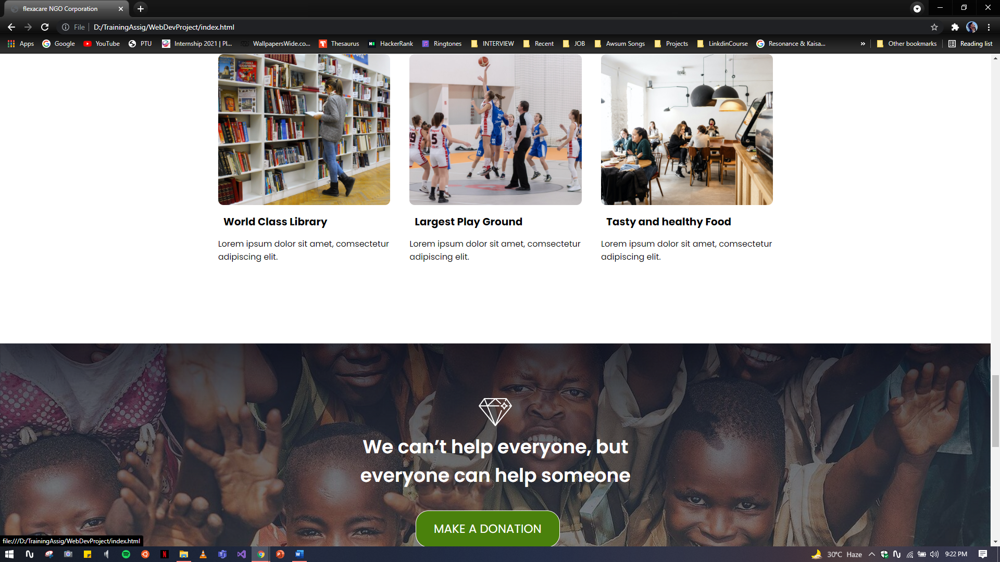 flexacare NGO Corporation
File D:/TrainingAssig/WebDevProject/index.html
Apps Google YouTube PTU Internship 2021 | Pl... WallpapersWide.co... Thesaurus HackerRank Ringtones INTERVIEW Recent JOB Awsum Songs Projects LinkdinCourse Resonance & Kaisa... » Other bookmarks Reading list
World Class Library
Lorem ipsum dolor sit amet, comsectetur
adipiscing elit.
Largest Play Ground
Lorem ipsum dolor sit amet, comsectetur
adipiscing elit.
Tasty and healthy Food
Lorem ipsum dolor sit amet, comsectetur
adipiscing elit.
We can’t help everyone, but
everyone can help someone
MAKE A DONATION
file:///D:/TrainingAssig/WebDevProject/index.html
30°C Haze 9:22 PM